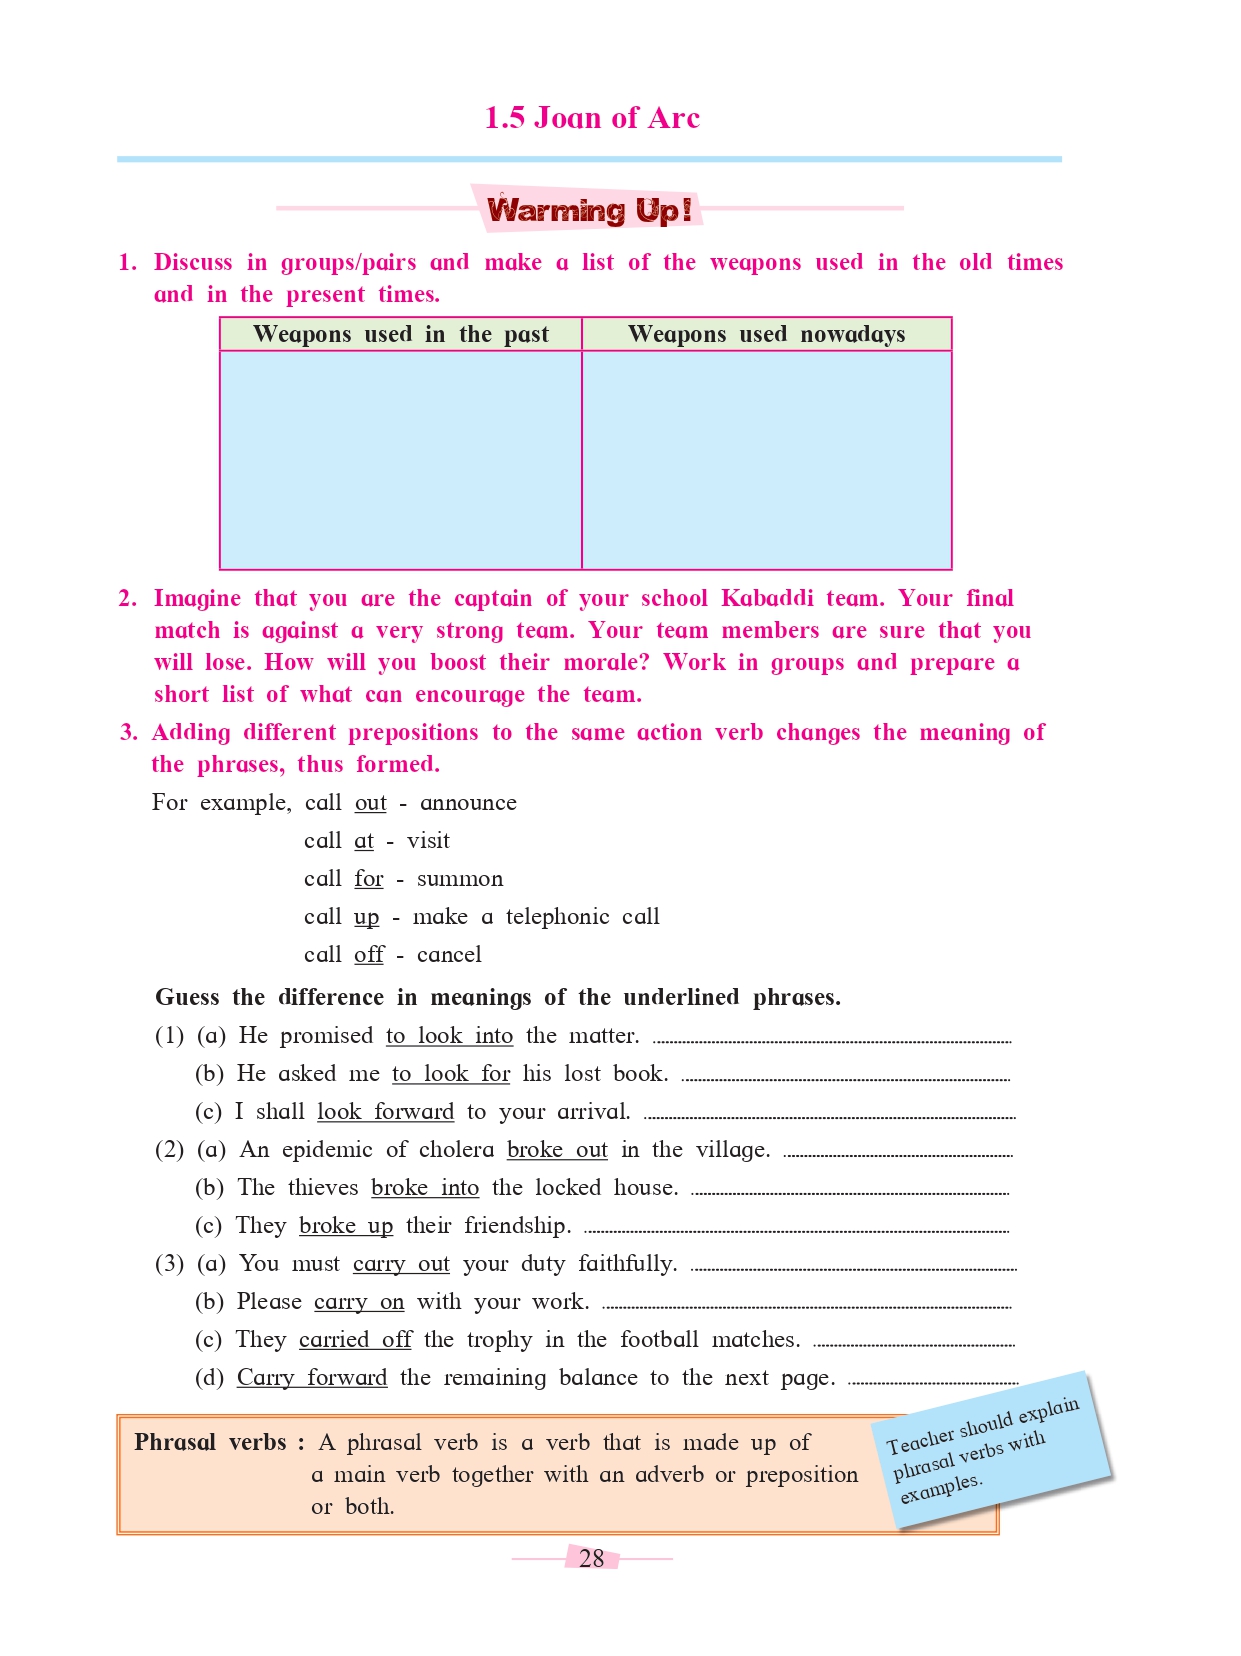 1.5 Joan of Arc
Warming Up!
1. Discuss in groups/pairs and make a list of the weapons used in the old times
and in the present times.
Weapons used in the past Weapons used nowadays
2. Imagine that you are the captain of your school Kabaddi team. Your final
match is against a very strong team. Your team members are sure that you
will lose. How will you boost their morale? Work in groups and prepare a
short list of what can encourage the team.
3. Adding different prepositions to the same action verb changes the meaning of
the phrases, thus formed.
For example, call out - announce
call at - visit
call for - summon
call up - make a telephonic call
call off - cancel
Guess the difference in meanings of the underlined phrases.
(1) (a) He promised to look into the matter.
(b) He asked me to look for his lost book.
(c) I shall look forward to your arrival.
(2) (a) An epidemic of cholera broke out in the village.
(b) The thieves broke into the locked house.
(c) They broke up their friendship.
(3) (a) You must carry out your duty faithfully.
(b) Please carry on with your work.
(c) They carried off the trophy in the football matches.
(d) Carry forward the remaining balance to the next page.
Phrasal verbs : A phrasal verb is a verb that is made up of
a main verb together with an adverb or preposition
or both.
Teacher should explain
phrasal verbs with
examples.
28